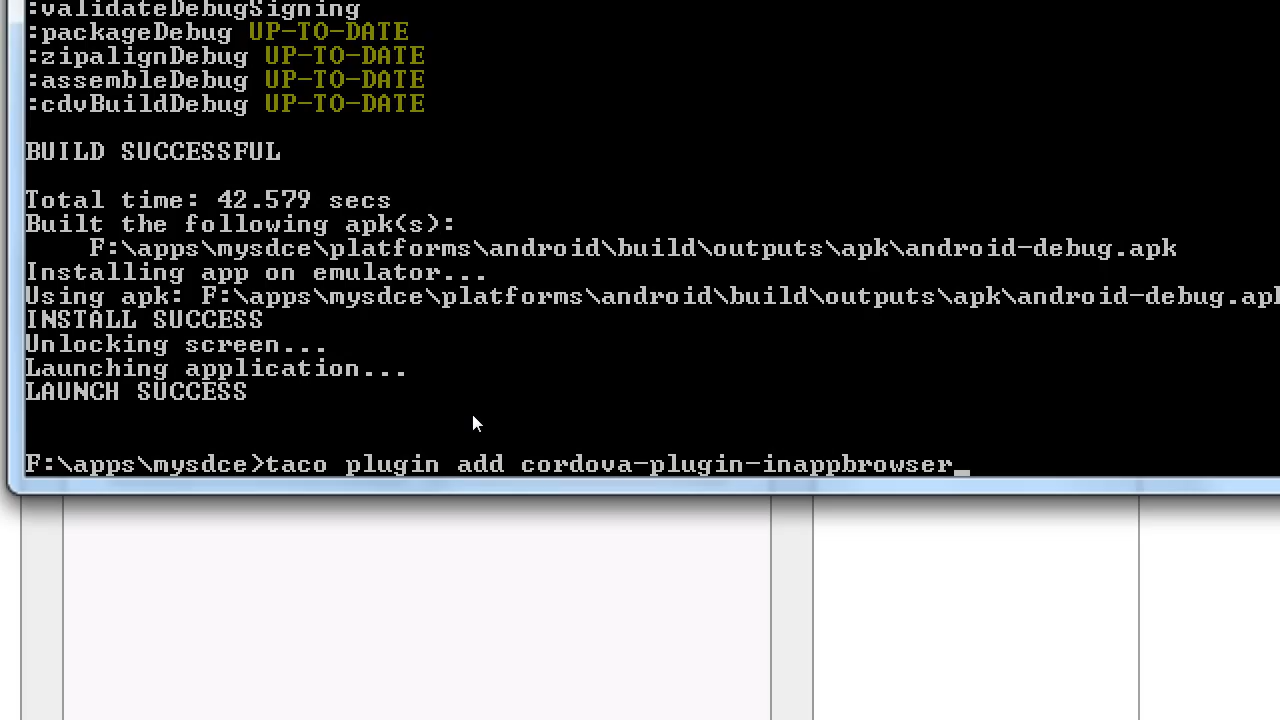 :validateDebugSigning
:packageDebug UP-TO-DATE
:zipalignDebug UP-TO-DATE
:assembleDebug UP-TO-DATE
:cdvBuildDebug UP-TO-DATE
BUILD SUCCESSFUL
Total time: 42.579 secs
Built the following apk(s):
F:\apps\mysdce\platforms\android\build\outputs\apk\android-debug.apk
Installing app on emulator...
Using apk: F:\apps\mysdce\platforms\android\build\outputs\apk\android-debug.apk
INSTALL SUCCESS
Unlocking screen...
Launching application...
LAUNCH SUCCESS
F:\apps\mysdce>taco plugin add cordova-plugin-inappbrowser_